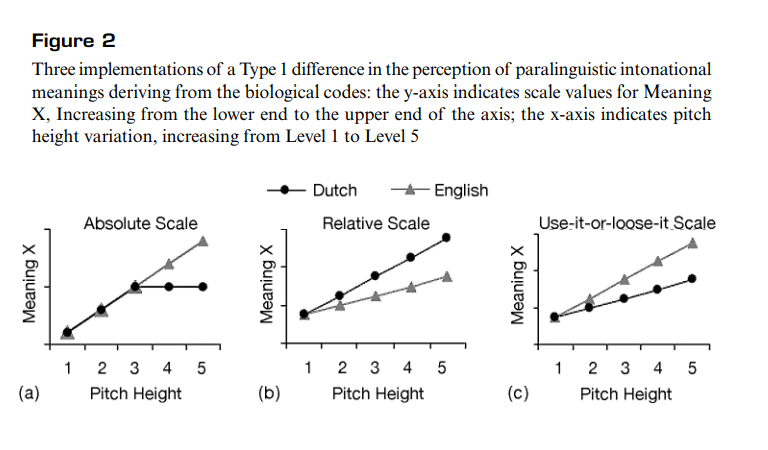 Figure 2
Three implementations of a Type 1 difference in the perception of paralinguistic intonational
meanings deriving from the biological codes: the y-axis indicates scale values for Meaning
X, Increasing from the lower end to the upper end of the axis; the x-axis indicates pitch
height variation, increasing from Level 1 to Level 5
Dutch English
Absolute Scale Relative Scale Use-it-or-loose-it Scale
Meaning X Meaning X Meaning X
1 2 3 4 5 1 2 3 4 5 1 2 3 4 5
(a) Pitch Height (b) Pitch Height (c) Pitch Height